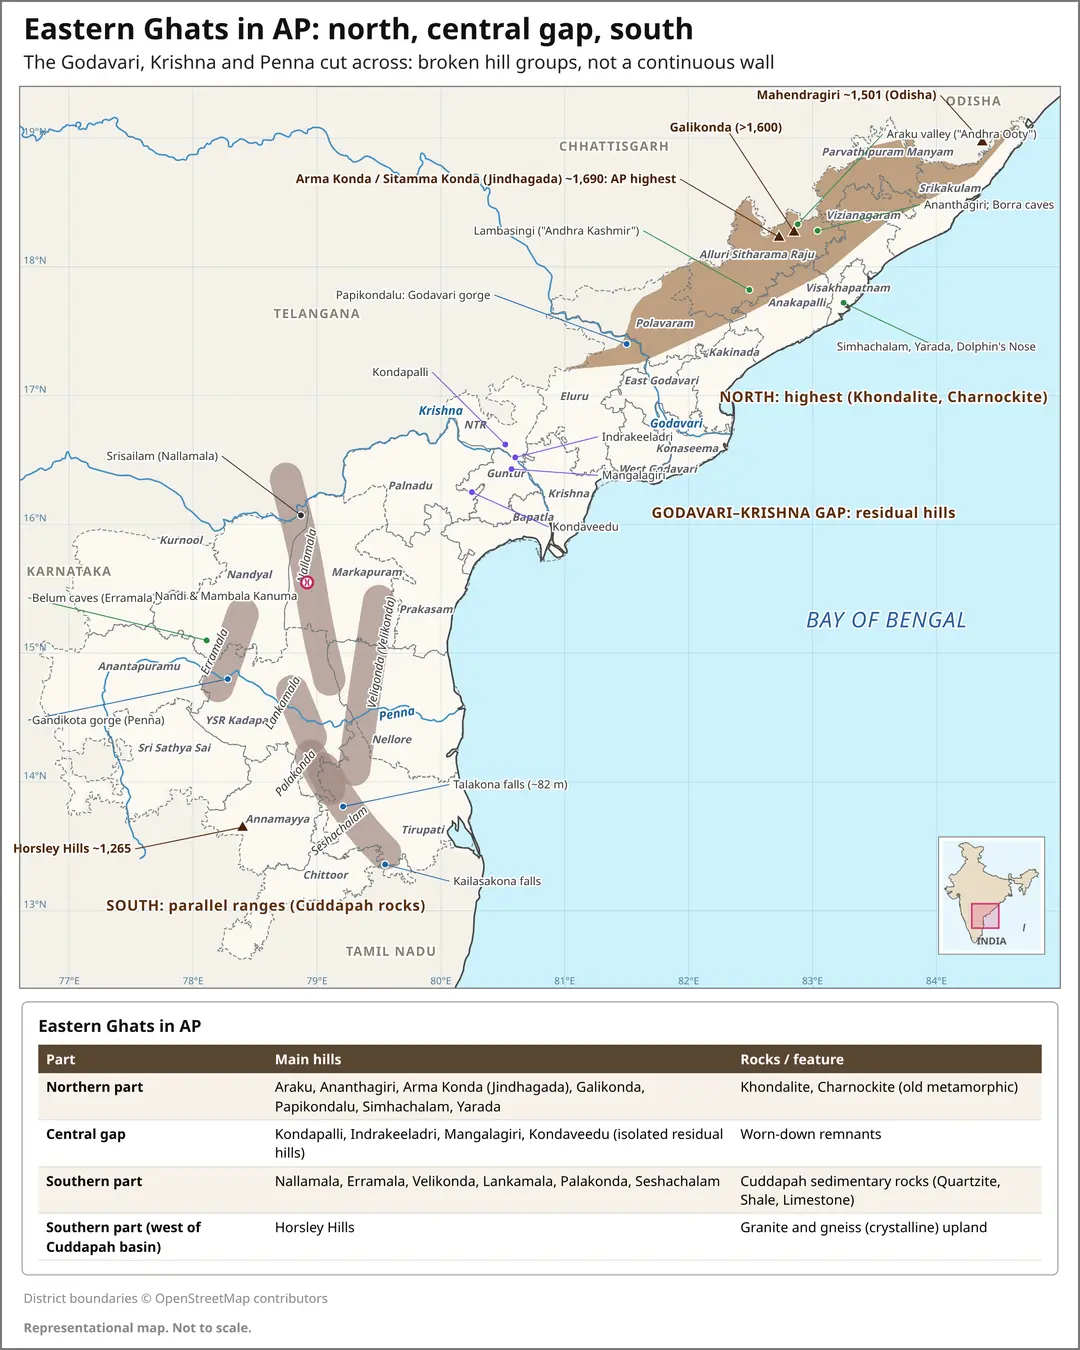 Eastern Ghats in AP: north, central gap, south
The Godavari, Krishna and Penna cut across: broken hill groups, not a continuous wall
Mahendragiri ~1,501 (Odisha)
ODISHA
Galikonda (>1,600)
19°N
Araku valley ("Andhra Ooty")
CHHATTISGARH
Parvathipuram Manyam
Arma Konda / Sitamma Konda (Jindhagada) ~1,690: AP highest
Srikakulam
Ananthagiri; Borra caves
Vizianagaram
Lambasingi ("Andhra Kashmir")
Alluri Sitharama Raju
18°N
Visakhapatnam
Papikondalu: Godavari gorge
Anakapalli
TELANGANA
Polavaram
Simhachalam, Yarada, Dolphin's Nose
Kakinada
Kondapalli
East Godavari
17°N
Eluru
NORTH: highest (Khondalite, Charnockite)
Krishna
NTR
Godavari
Indrakeeladri
Konaseema
Srisailam (Nallamala)
West Godavari
Guntur
Mangalagiri
Palnadu
Krishna
16°N
Bapatla
GODAVARI–KRISHNA GAP: residual hills
Kondaveedu
Kurnool
Nallamala
KARNATAKA
Nandyal
Markapuram
Belum caves (Erramala
Nandi & Mambala Kanuma
Prakasam
BAY OF BENGAL
15°N
Erramala
Veligonda (Velikonda)
Anantapuramu
Lankamala
Gandikota gorge (Penna)
YSR Kadapa
Penna
Sri Sathya Sai
Nellore
14°N
Palakonda
Talakona falls (~82 m)
Annamayya
Seshachalam
Tirupati
Horsley Hills ~1,265
Chittoor
Kailasakona falls
13°N
SOUTH: parallel ranges (Cuddapah rocks)
INDIA
TAMIL NADU
77°E
78°E
79°E
80°E
81°E
82°E
83°E
84°E
Eastern Ghats in AP
Part Main hills Rocks / feature
Northern part Araku, Ananthagiri, Arma Konda (Jindhagada), Galikonda, Khondalite, Charnockite (old metamorphic)
Papikondalu, Simhachalam, Yarada
Central gap Kondapalli, Indrakeeladri, Mangalagiri, Kondaveedu (isolated residual Worn-down remnants
hills)
Southern part Nallamala, Erramala, Velikonda, Lankamala, Palakonda, Seshachalam Cuddapah sedimentary rocks (Quartzite,
Shale, Limestone)
Southern part (west of Horsley Hills Granite and gneiss (crystalline) upland
Cuddapah basin)
District boundaries © OpenStreetMap contributors
Representational map. Not to scale.